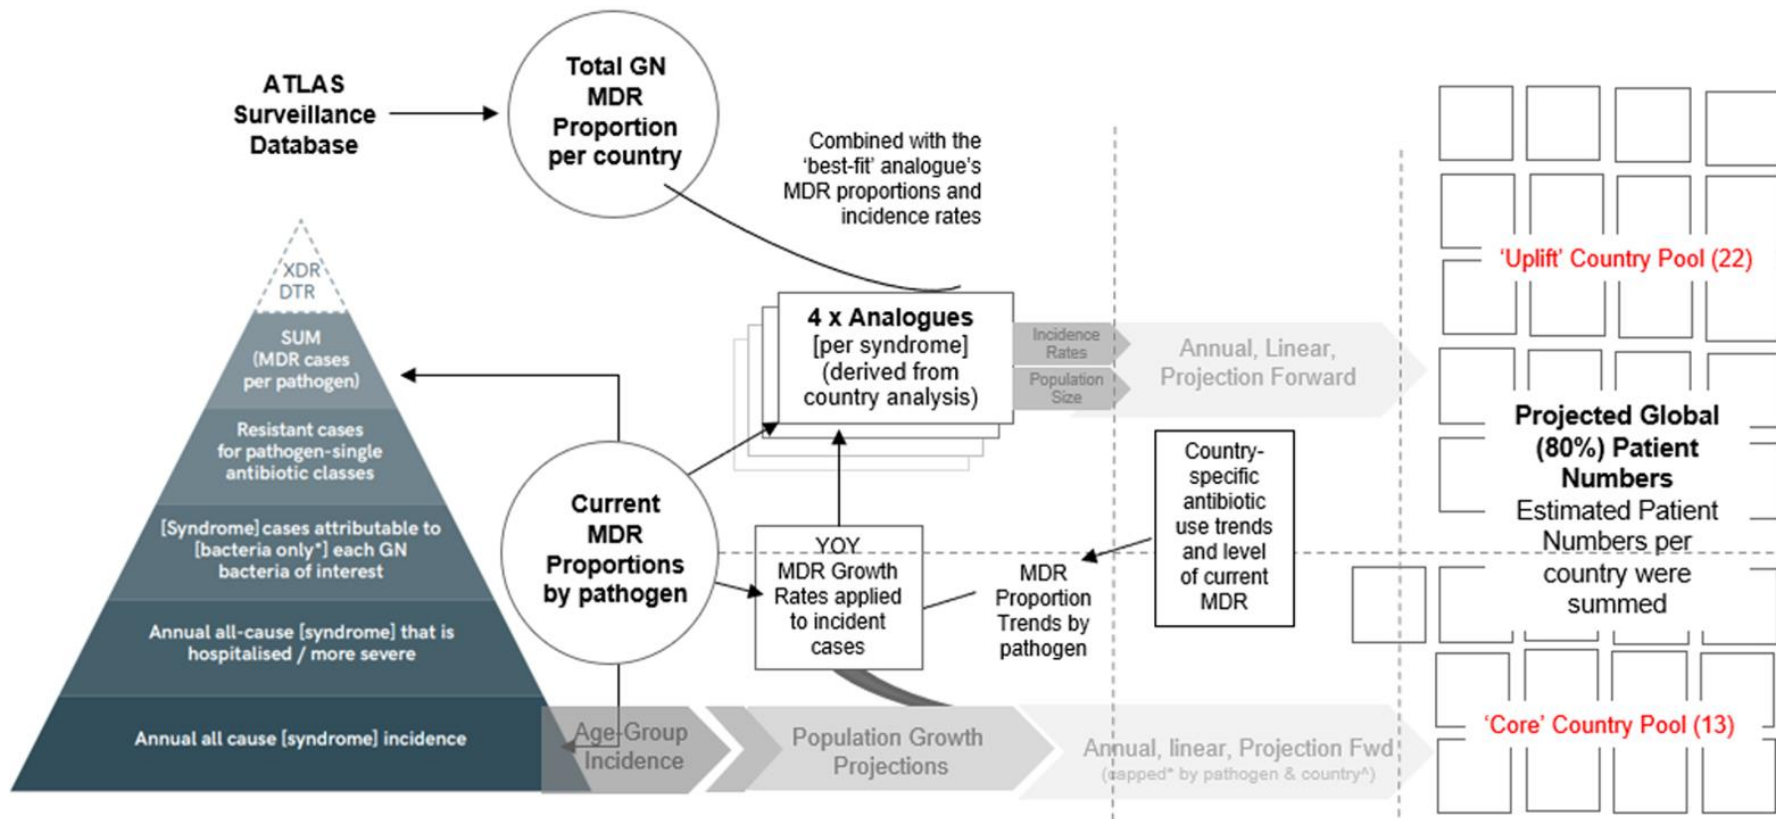 ATLAS
Surveillance
Database
Total GN
MDR
Proportion
per country
Combined with the
‘best-fit’ analogue’s
MDR proportions and
incidence rates
XDR
DTR
SUM
(MDR cases
per pathogen)
Resistant cases
for pathogen-single
antibiotic classes
[Syndrome] cases attributable to
[bacteria only*] each GN
bacteria of interest
Annual all-cause [syndrome] that is
hospitalised / more severe
Annual all cause [syndrome] incidence
Current
MDR
Proportions
by pathogen
4 x Analogues
[per syndrome]
(derived from
country analysis)
Incidence
Rates
Population
Size
Annual, Linear,
Projection Forward
YOY
MDR Growth
Rates applied
to incident
cases
MDR
Proportion
Trends by
pathogen
Country-
specific
antibiotic
use trends
and level
of current
MDR
Age-Group
Incidence
Population Growth
Projections
Annual, linear, Projection Fwd
(capped* by pathogen & country^)
‘Uplift’ Country Pool (22)
Projected Global
(80%) Patient
Numbers
Estimated Patient
Numbers per
country were
summed
‘Core’ Country Pool (13)